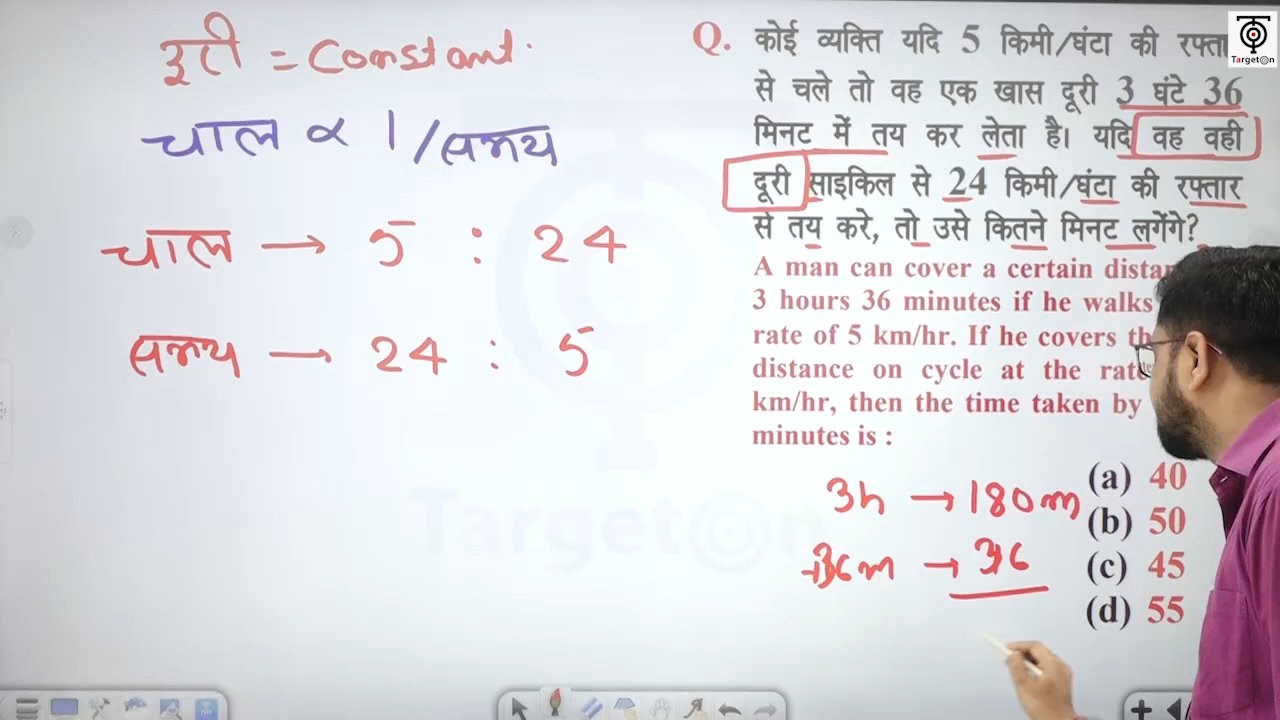 दूरी = Constant.
चाल ∝ 1/समय
चाल → 5 : 24
समय → 24 : 5
Q. कोई व्यक्ति यदि 5 किमी/घंटा की रफ्ता
से चले तो वह एक खास दूरी 3 घंटे 36
मिनट में तय कर लेता है। यदि वह वही
दूरी साइकिल से 24 किमी/घंटा की रफ्तार
से तय करे, तो उसे कितने मिनट लगेंगे?
A man can cover a certain distan
3 hours 36 minutes if he walks
rate of 5 km/hr. If he covers th
distance on cycle at the rate
km/hr, then the time taken by
minutes is :
3h → 180m
+36m → 36
(a) 40
(b) 50
(c) 45
(d) 55
Target@n
Target@n